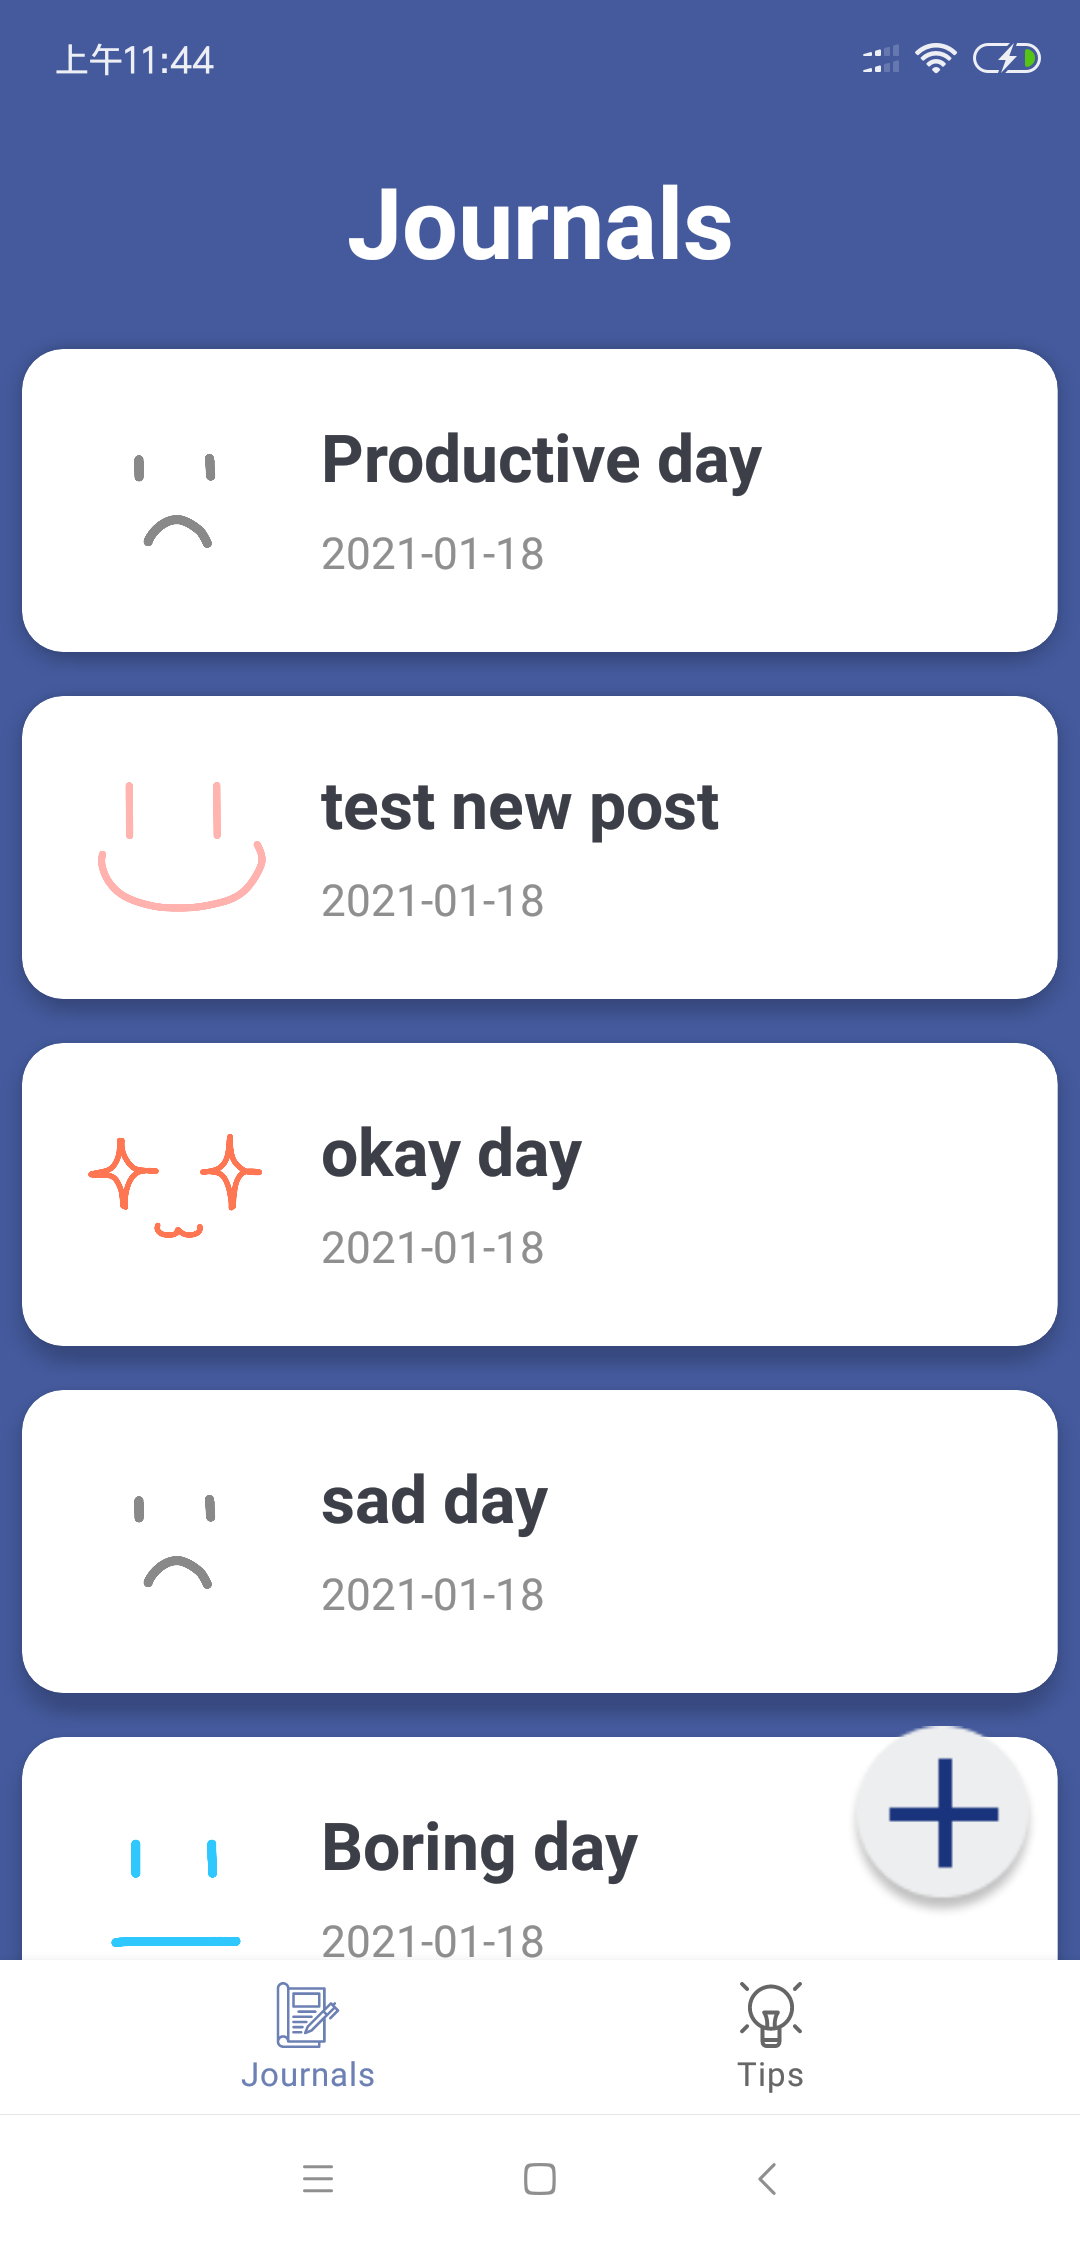 上午11:44
Journals
Productive day
2021-01-18
test new post
2021-01-18
okay day
2021-01-18
sad day
2021-01-18
Boring day
2021-01-18
Journals
Tips